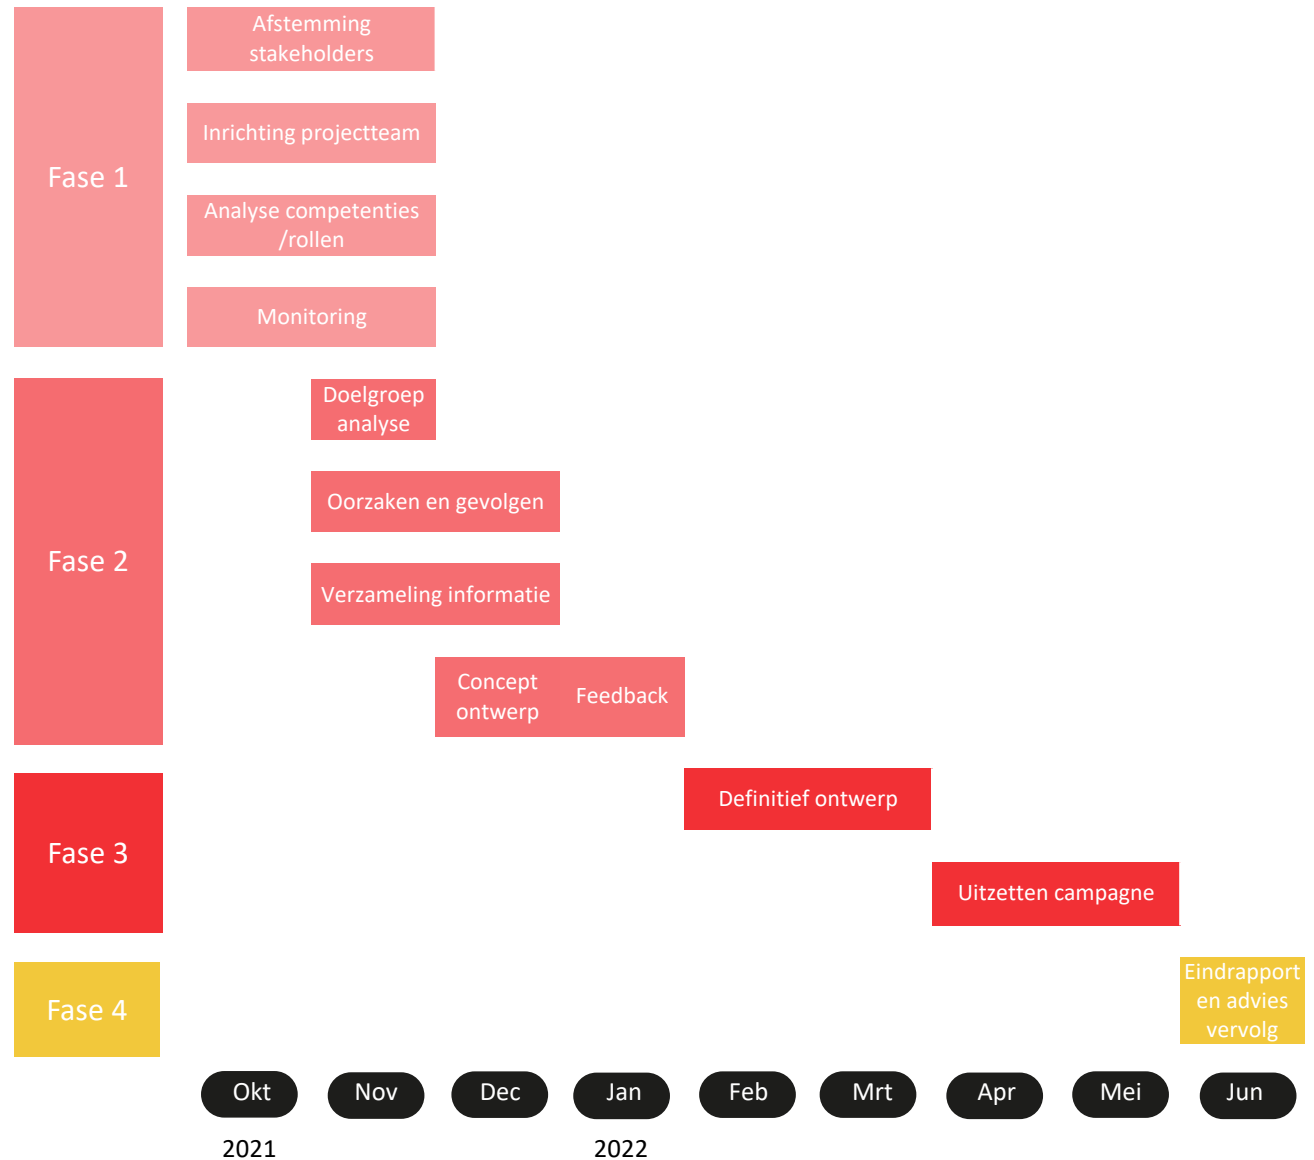 Fase 1
Afstemming
stakeholders
Inrichting projectteam
Analyse competenties
/rollen
Monitoring
Fase 2
Doelgroep
analyse
Oorzaken en gevolgen
Verzameling informatie
Concept
ontwerp
Feedback
Fase 3
Definitief ontwerp
Uitzetten campagne
Fase 4
Eindrapport
en advies
vervolg
Okt
Nov
Dec
Jan
Feb
Mrt
Apr
Mei
Jun
2021
2022